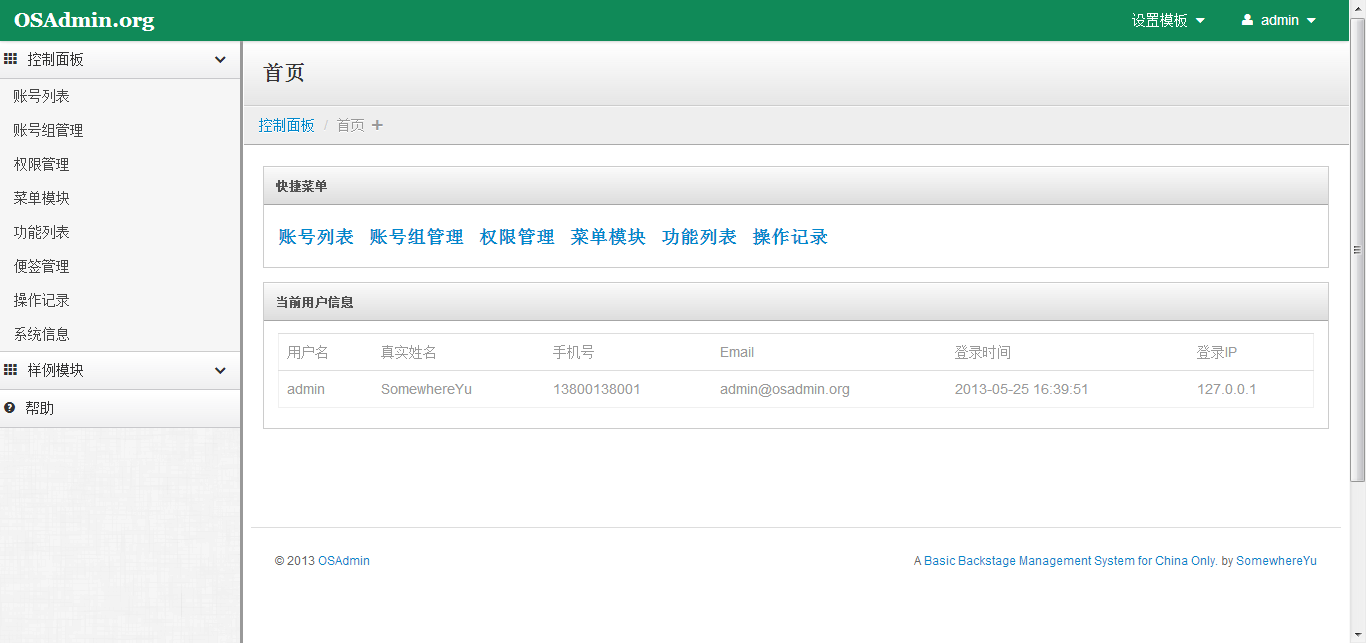 OSAdmin.org
设置模板 admin
控制面板
账号列表
账号组管理
权限管理
菜单模块
功能列表
便签管理
操作记录
系统信息
样例模块
帮助
首页
控制面板 / 首页
快捷菜单
账号列表 账号组管理 权限管理 菜单模块 功能列表 操作记录
当前用户信息
用户名 真实姓名 手机号 Email 登录时间 登录IP
admin SomewhereYu 13800138001 admin@osadmin.org 2013-05-25 16:39:51 127.0.0.1
© 2013 OSAdmin
A Basic Backstage Management System for China Only. by SomewhereYu